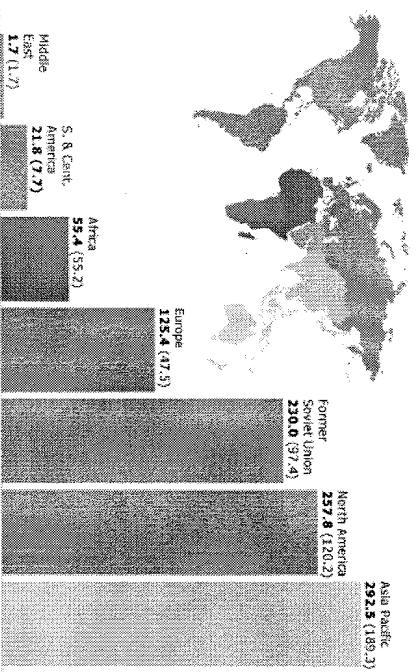 Middle
East
1.7 (1.7)
S. & Cent.
America
21.8 (7.7)
Africa
55.4 (55.2)
Europe
125.4 (47.5)
Former
Soviet Union
230.0 (97.4)
North America
257.8 (120.2)
Asia Pacific
292.5 (189.3)